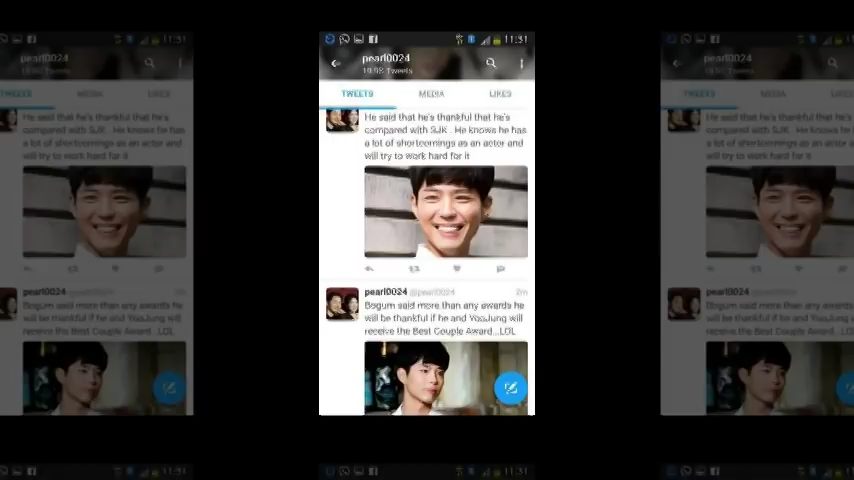 11:31
pearl0024
Tweets
TWEETS MEDIA LIKES
He said that he's thankful that he's
compared with SJK . He knows he has
a lot of shortcomings as an actor and
will try to work hard for it
pearl0024 @pearl0024 2m
Bogum said more than any awards he
will be thankful if he and YooJung will
receive the Best Couple Award...LOL